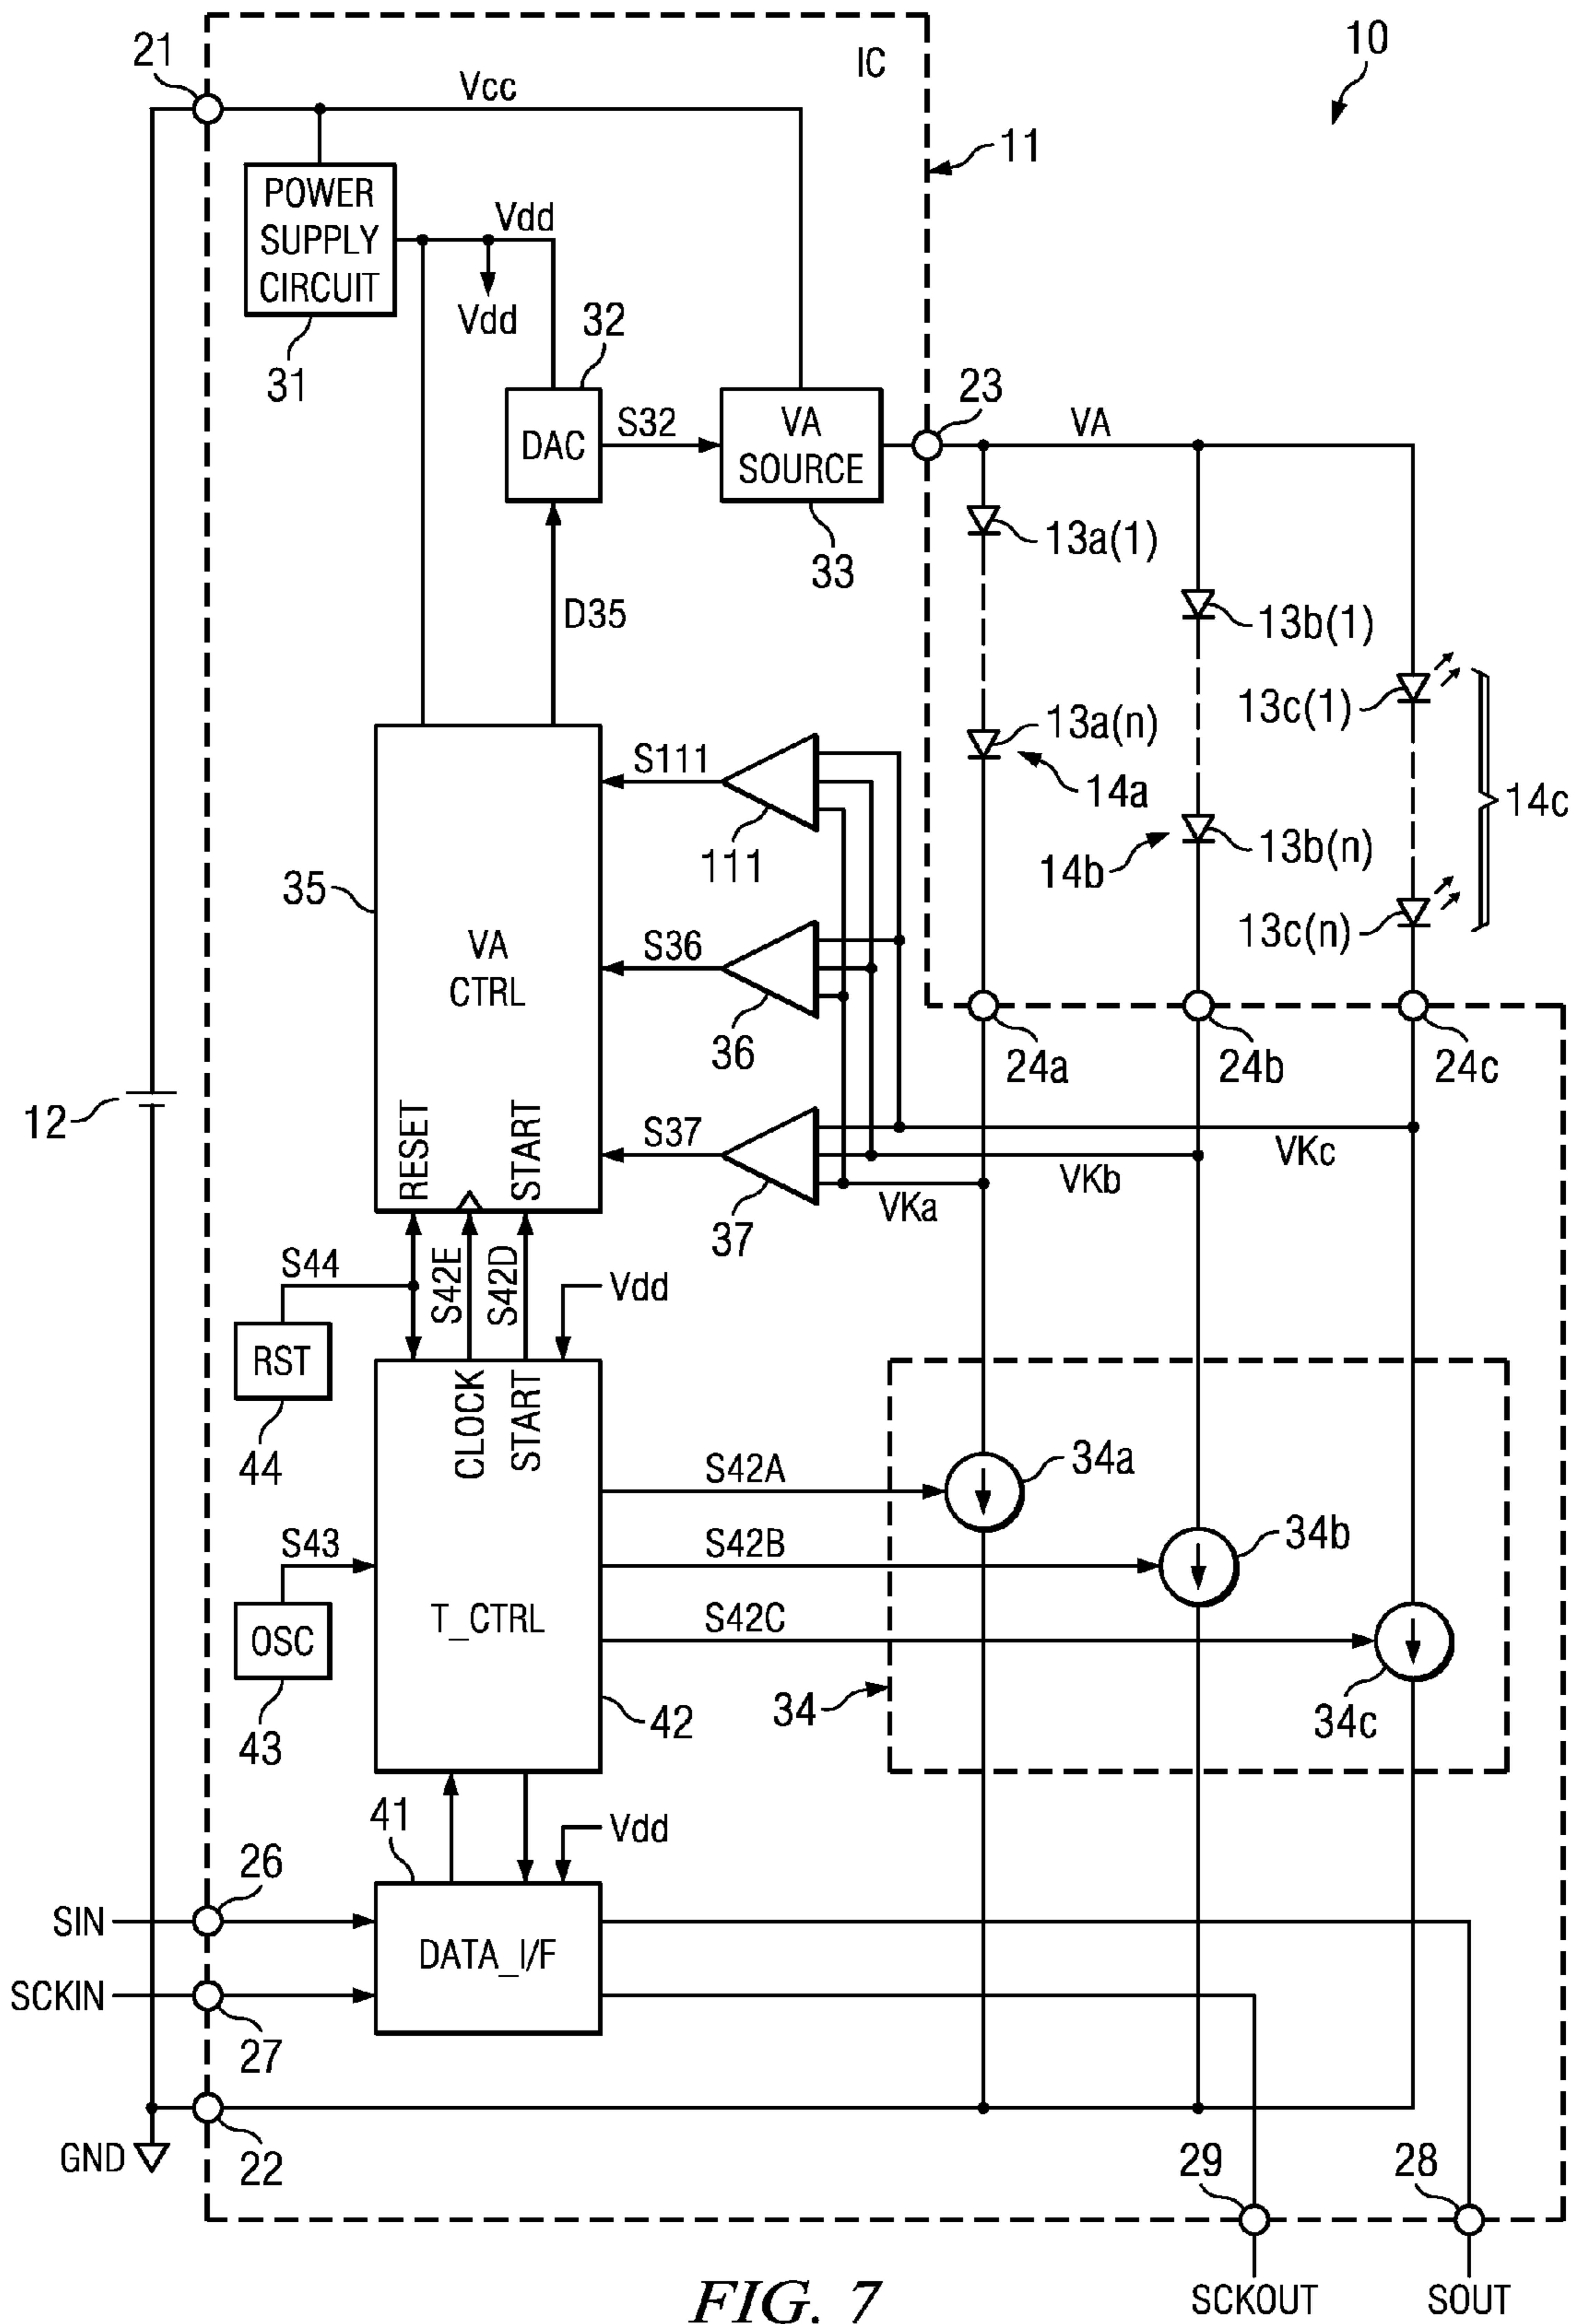 21
IC
10
Vcc
11
POWER
SUPPLY
CIRCUIT
Vdd
Vdd
31
32
DAC
S32
VA
SOURCE
33
23
VA
13a(1)
13b(1)
13c(1)
D35
13a(n)
14a
14b
13b(n)
13c(n)
14c
S111
111
35
VA
CTRL
S36
36
24a
24b
24c
12
RESET
START
S37
37
VKa
VKb
VKc
S44
S42E
S42D
Vdd
RST
44
CLOCK
START
S42A
34a
S43
S42B
34b
OSC
43
T_CTRL
S42C
34
34c
42
41
Vdd
26
SIN
DATA_I/F
SCKIN
27
GND
22
29
28
SCKOUT
SOUT
FIG. 7